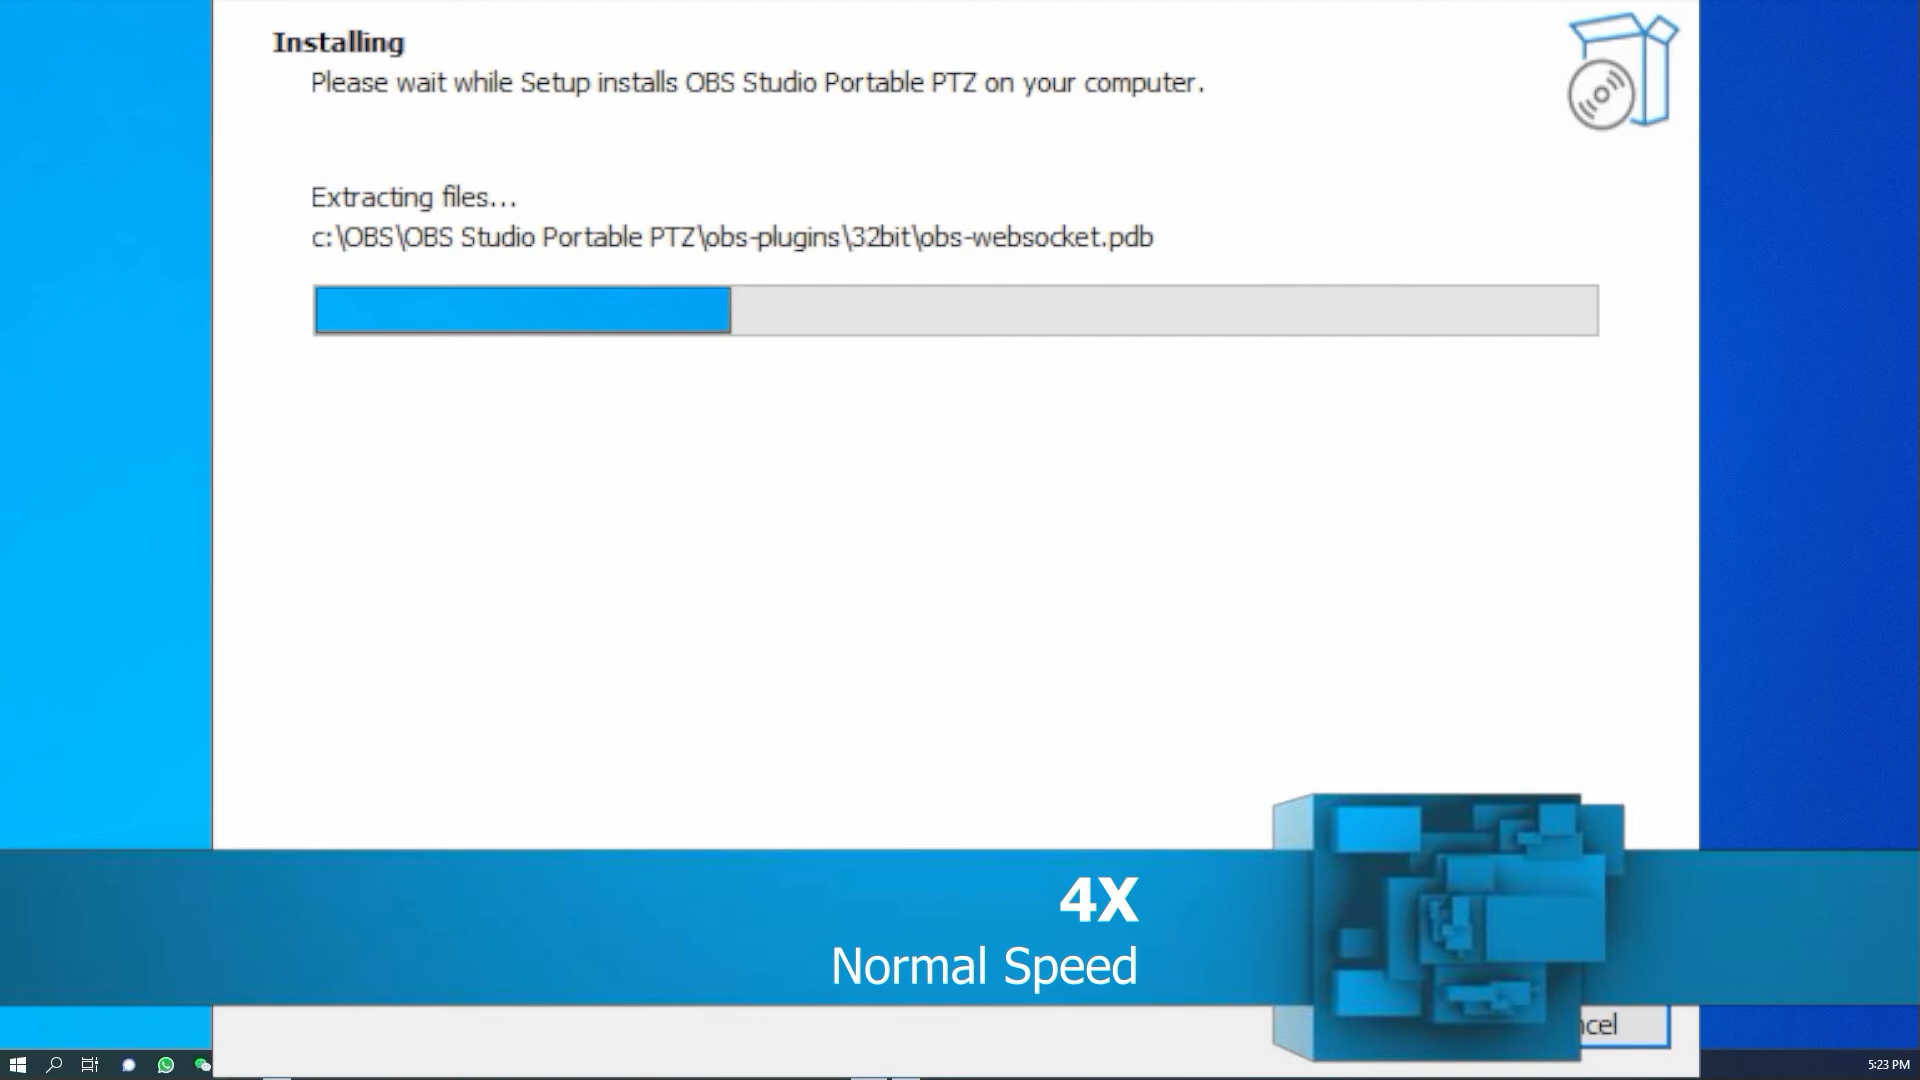 Installing
Please wait while Setup installs OBS Studio Portable PTZ on your computer.
Extracting files...
c:\OBS\OBS Studio Portable PTZ\obs-plugins\32bit\obs-websocket.pdb
4X
Normal Speed
5:23 PM